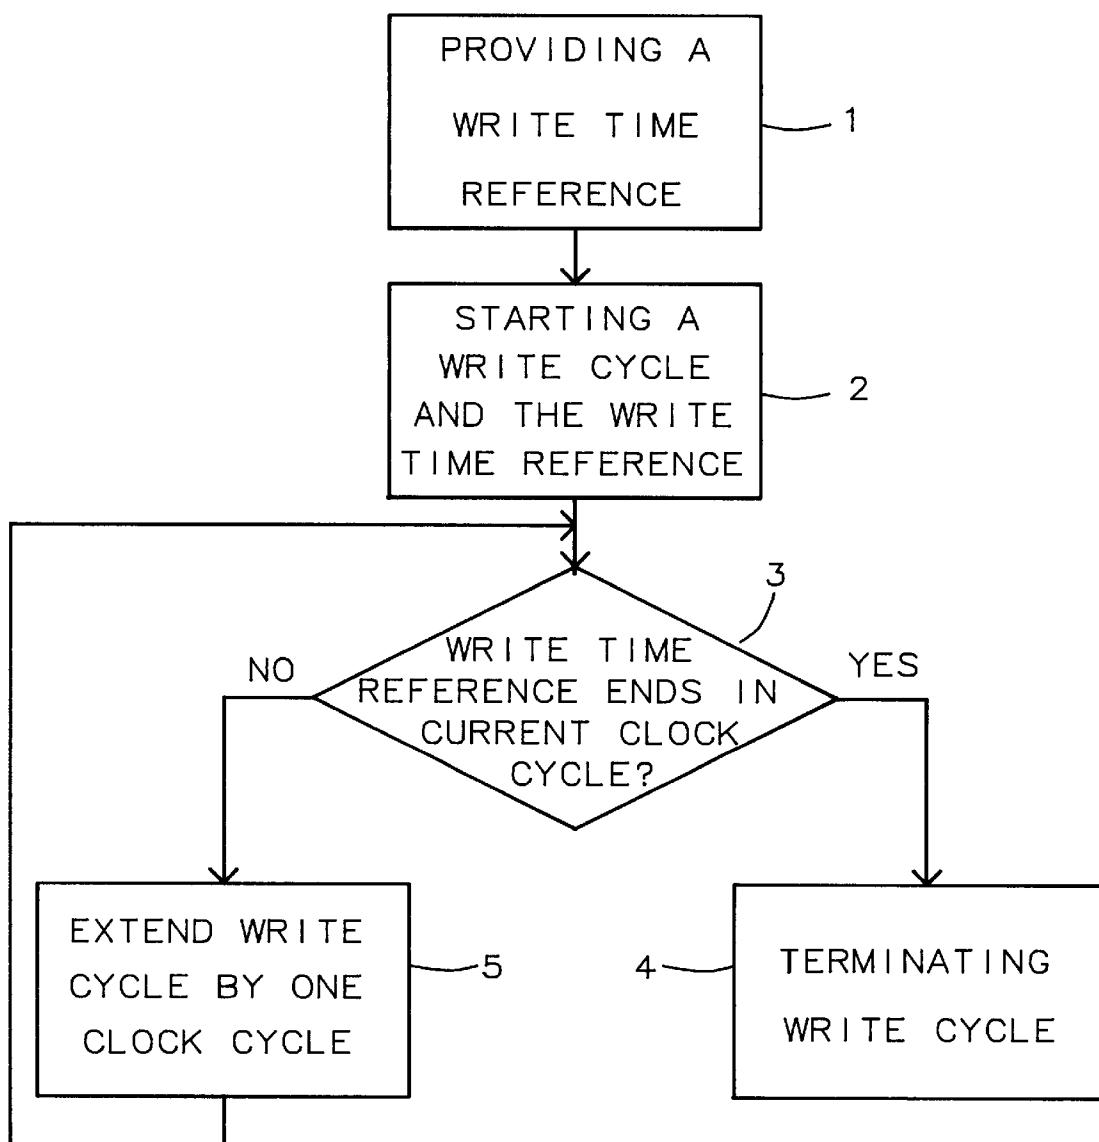 PROVIDING A
WRITE TIME
REFERENCE
1
STARTING A
WRITE CYCLE
AND THE WRITE
TIME REFERENCE
2
3
WRITE TIME
REFERENCE ENDS IN
CURRENT CLOCK
CYCLE?
NO
YES
EXTEND WRITE
CYCLE BY ONE
CLOCK CYCLE
5
4
TERMINATING
WRITE CYCLE